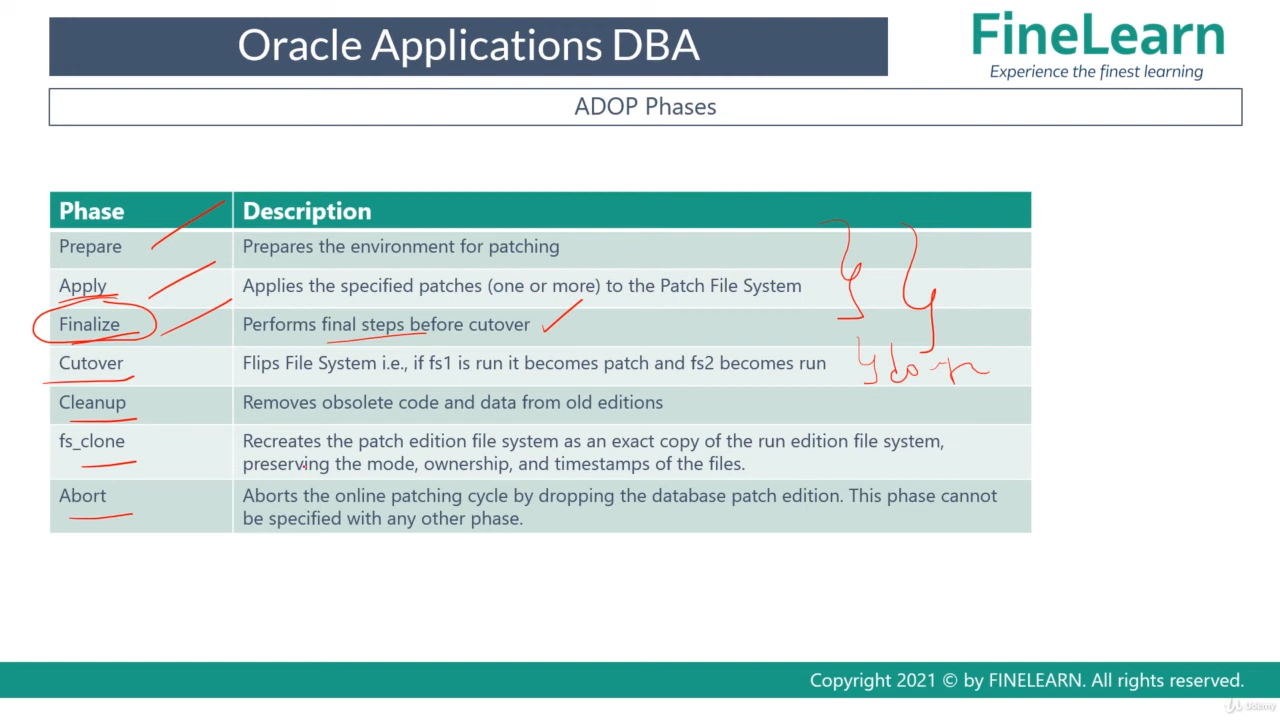 Oracle Applications DBA
FineLearn
Experience the finest learning
ADOP Phases
Phase Description
Prepare Prepares the environment for patching
Apply Applies the specified patches (one or more) to the Patch File System
Finalize Performs final steps before cutover
Cutover Flips File System i.e., if fs1 is run it becomes patch and fs2 becomes run
Cleanup Removes obsolete code and data from old editions
fs_clone Recreates the patch edition file system as an exact copy of the run edition file system,
preserving the mode, ownership, and timestamps of the files.
Abort Aborts the online patching cycle by dropping the database patch edition. This phase cannot
be specified with any other phase.
Copyright 2021 © by FINELEARN. All rights reserved.
Udemy